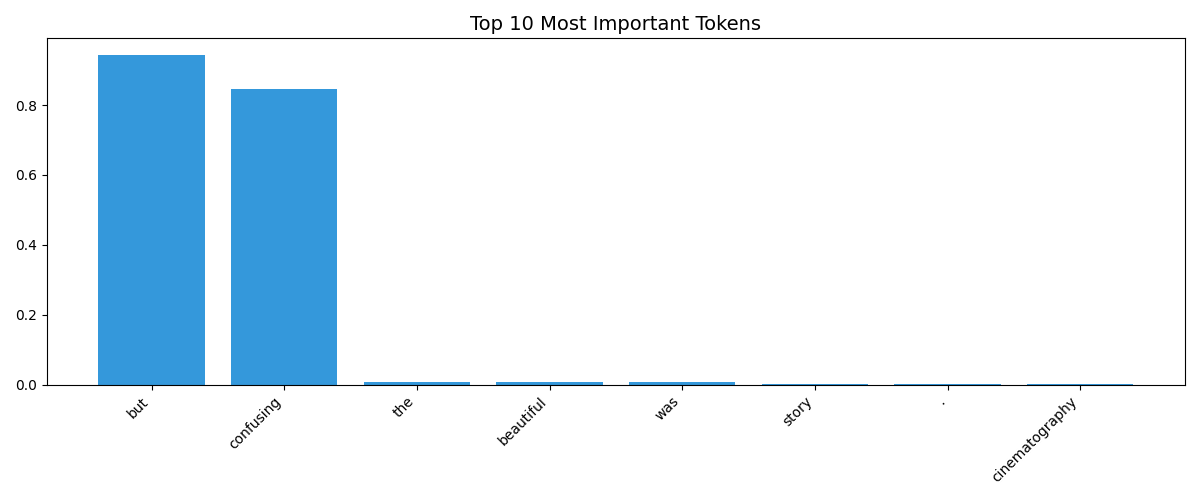 Top 10 Most Important Tokens
0.8
0.6
0.4
0.2
0.0
but
confusing
the
beautiful
was
story
.
cinematography